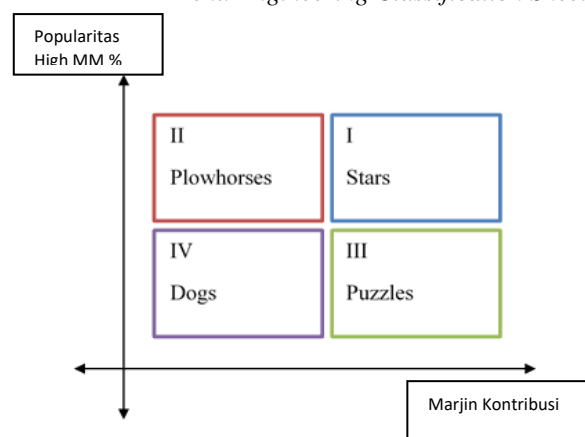 Popularitas
High MM %
II
Plowhorses
I
Stars
IV
Dogs
III
Puzzles
Marjin Kontribusi